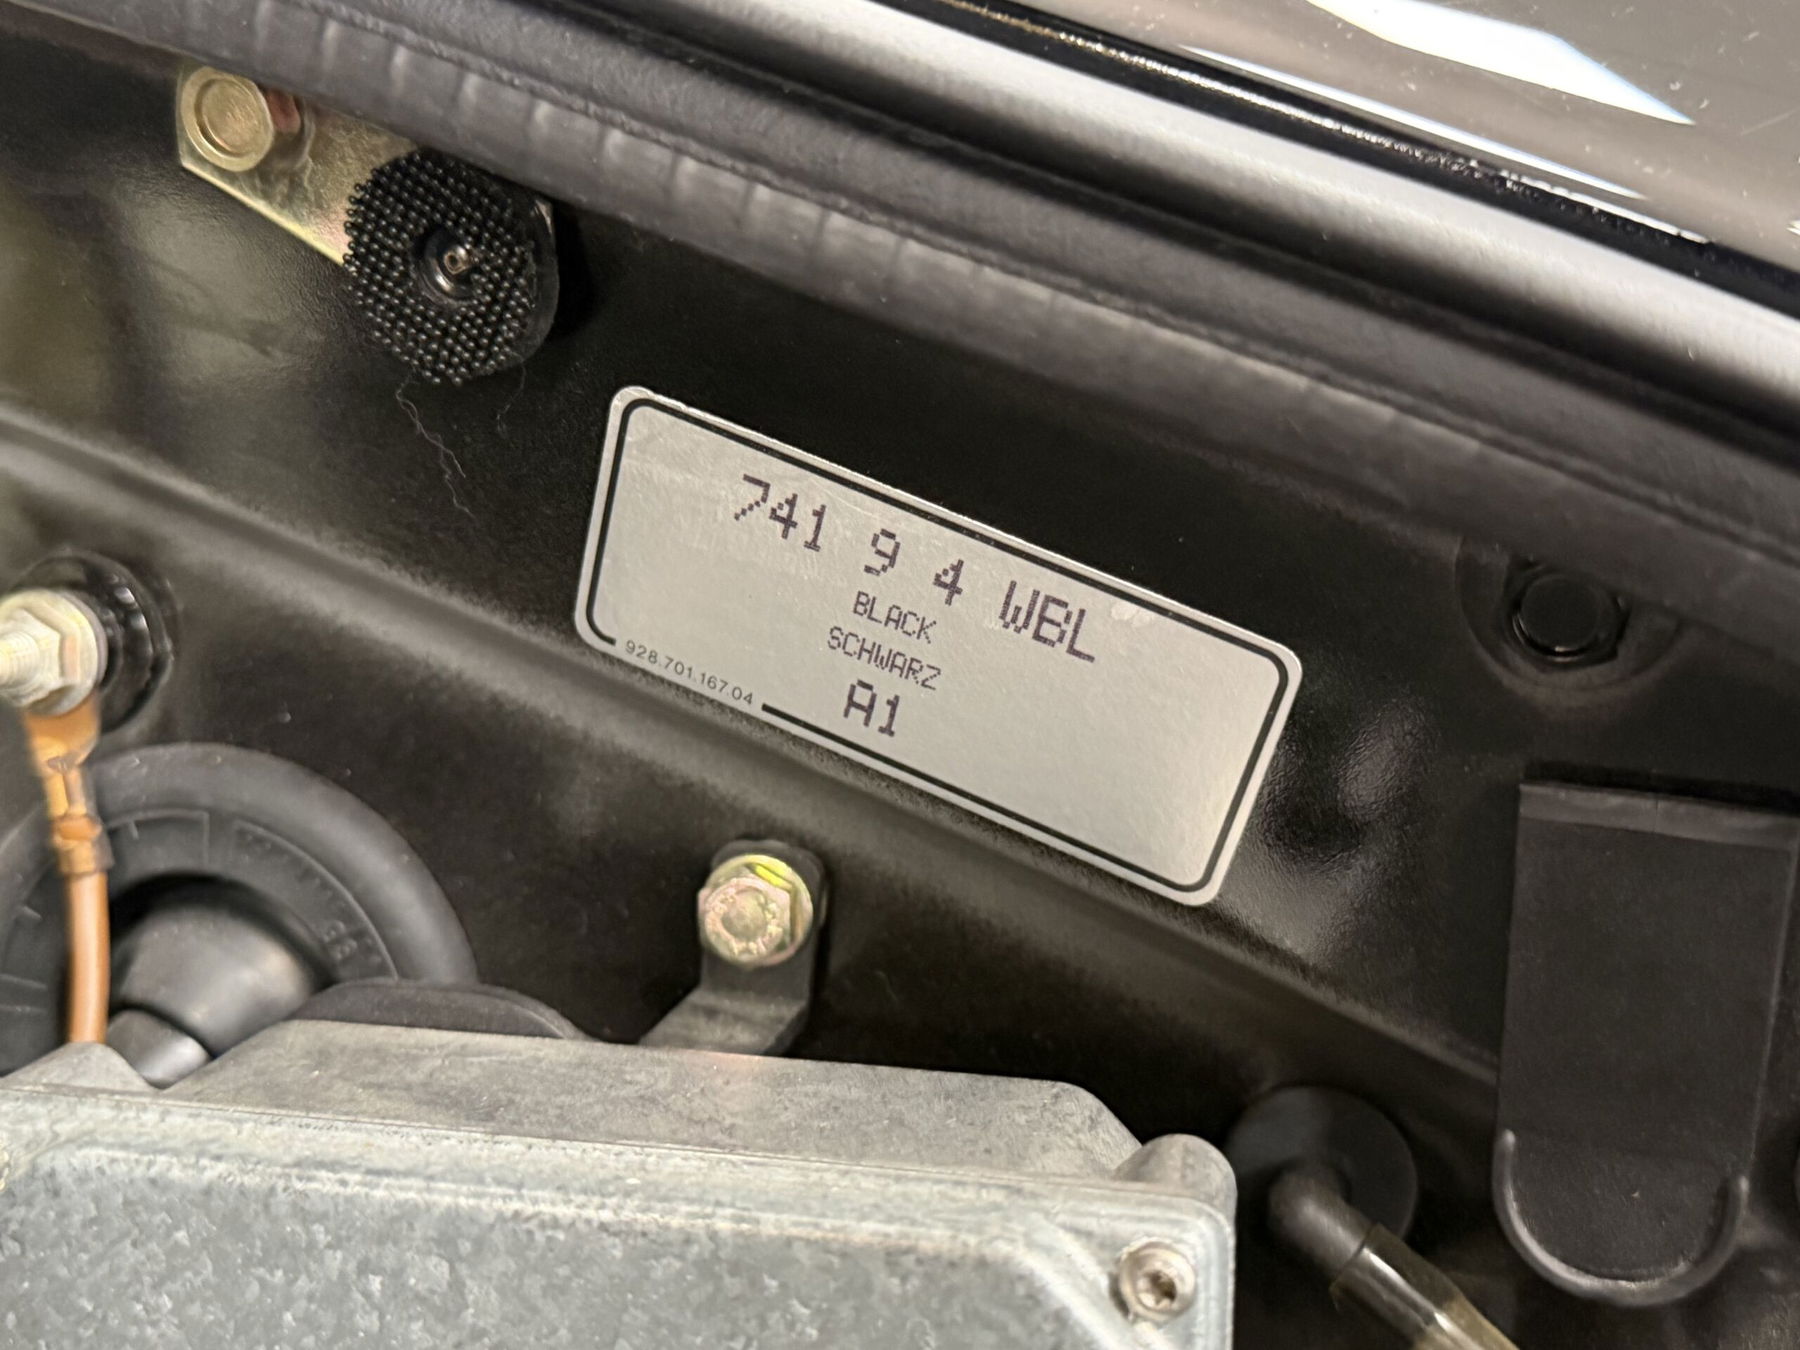 741 9 4 WBL
BLACK
SCHWARZ
A1
928.701.167.04